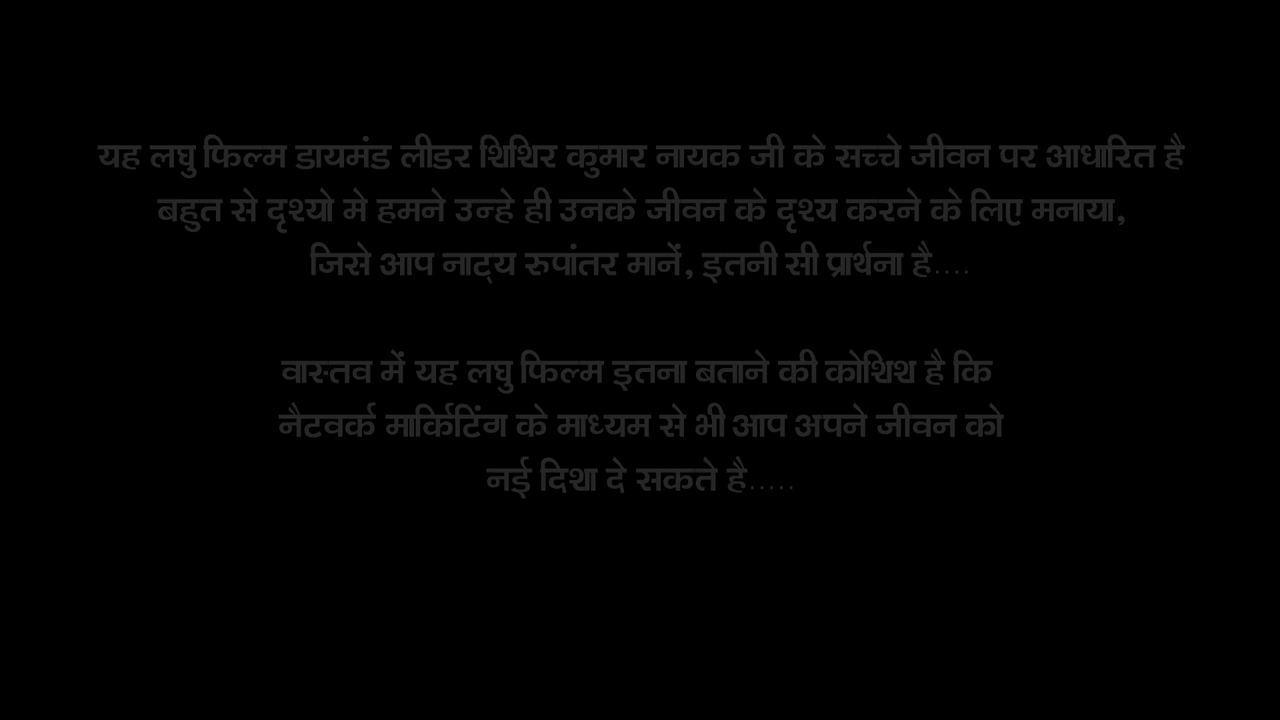 यह लघु फिल्म डायमंड लीडर शिशिर कुमार नायक जी के सच्चे जीवन पर आधारित है
बहुत से दृश्यो मे हमने उन्हे ही उनके जीवन के दृश्य करने के लिए मनाया,
जिसे आप नाट्य रुपांतर मानें, इतनी सी प्रार्थना है....
वास्तव में यह लघु फिल्म इतना बताने की कोशिश है कि
नैटवर्क मार्किटिंग के माध्यम से भी आप अपने जीवन को
नई दिशा दे सकते है.....